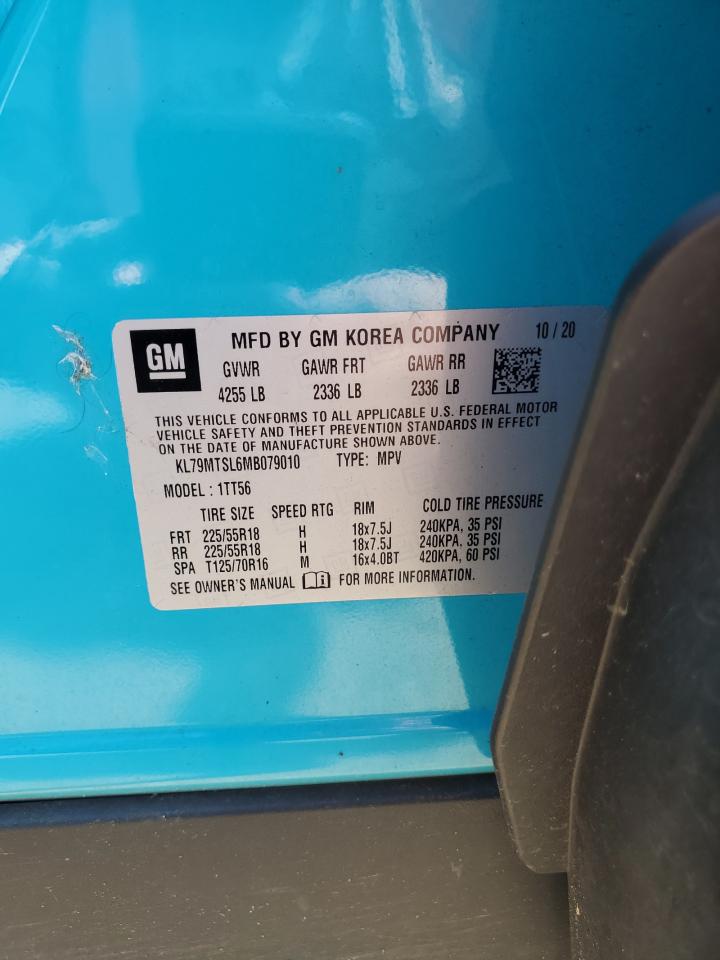 GM
MFD BY GM KOREA COMPANY 10 / 20
GVWR GAWR FRT GAWR RR
4255 LB 2336 LB 2336 LB
THIS VEHICLE CONFORMS TO ALL APPLICABLE U.S. FEDERAL MOTOR
VEHICLE SAFETY AND THEFT PREVENTION STANDARDS IN EFFECT
ON THE DATE OF MANUFACTURE SHOWN ABOVE.
KL79MTSL6MB079010 TYPE: MPV
MODEL : 1TT56
TIRE SIZE SPEED RTG RIM COLD TIRE PRESSURE
FRT 225/55R18 H 18x7.5J 240KPA, 35 PSI
RR 225/55R18 H 18x7.5J 240KPA, 35 PSI
SPA T125/70R16 M 16x4.0BT 420KPA, 60 PSI
SEE OWNER'S MANUAL FOR MORE INFORMATION.